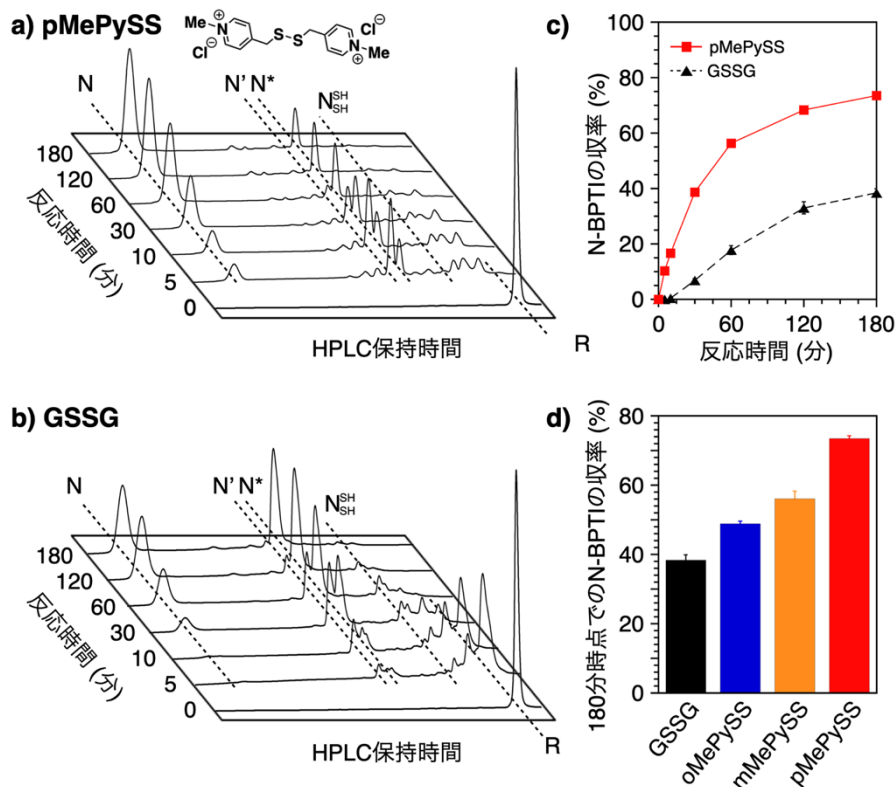 a) pMePySS
Me
N
⊕
Cl⊖
S
S
Cl⊖
N
⊕
Me
N
N' N*
N SH SH
180
120
60
30
10
5
0
反応時間 (分)
HPLC保持時間
R
b) GSSG
N
N' N*
N SH SH
180
120
60
30
10
5
0
反応時間 (分)
HPLC保持時間
R
c)
N-BPTIの収率 (%)
100
80
60
40
20
0
pMePySS
GSSG
0
60
120
180
反応時間 (分)
d)
180分時点でのN-BPTIの収率 (%)
80
60
40
20
0
GSSG
oMePySS
mMePySS
pMePySS